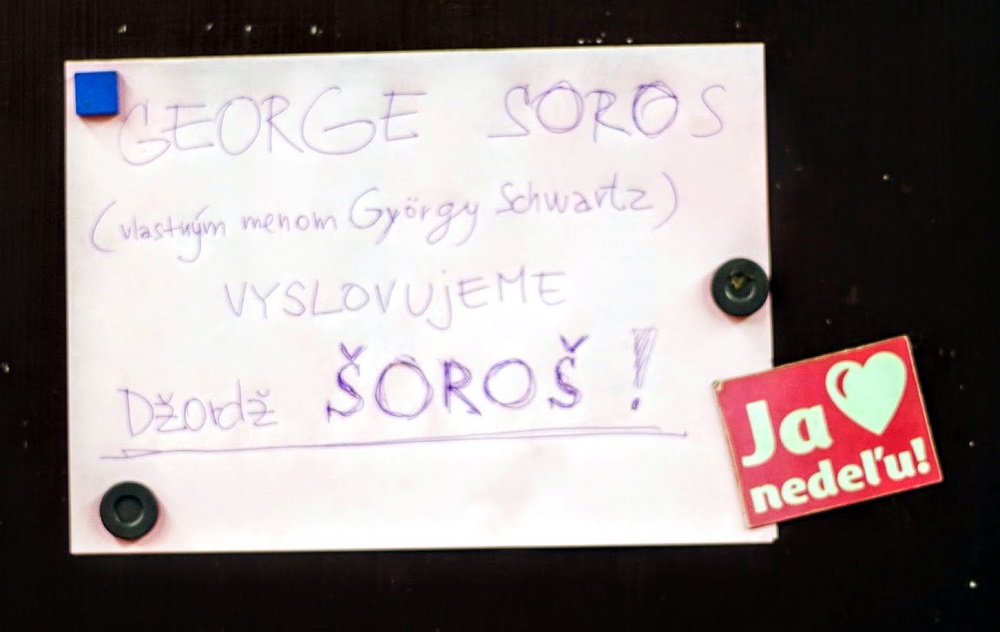 GEORGE SOROS
(vlastným menom György Schwartz)
VYSLOVUjEME
Džordž ŠOROŠ!
Ja
nedeľu!